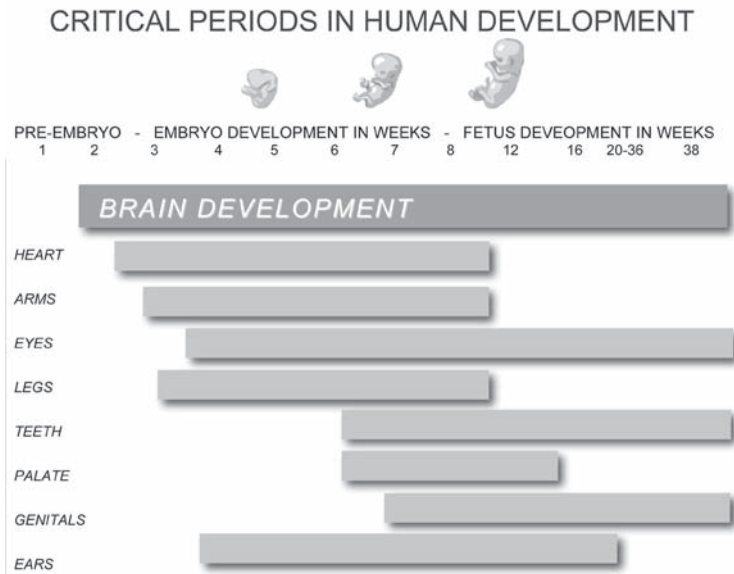 CRITICAL PERIODS IN HUMAN DEVELOPMENT
PRE-EMBRYO - EMBRYO DEVELOPMENT IN WEEKS - FETUS DEVEOPMENT IN WEEKS
1 2 3 4 5 6 7 8 12 16 20-36 38
BRAIN DEVELOPMENT
HEART
ARMS
EYES
LEGS
TEETH
PALATE
GENITALS
EARS